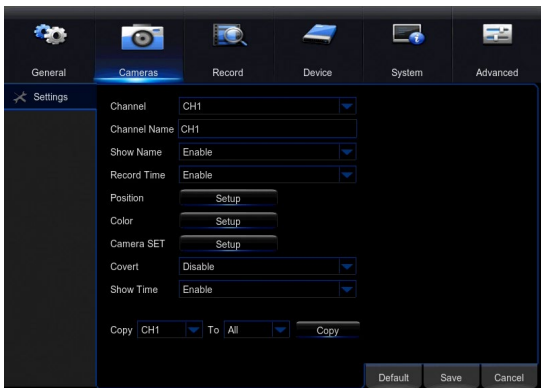 General Cameras Record Device System Advanced
Settings
Channel CH1
Channel Name CH1
Show Name Enable
Record Time Enable
Position Setup
Color Setup
Camera SET Setup
Covert Disable
Show Time Enable
Copy CH1 To All Copy
Default Save Cancel